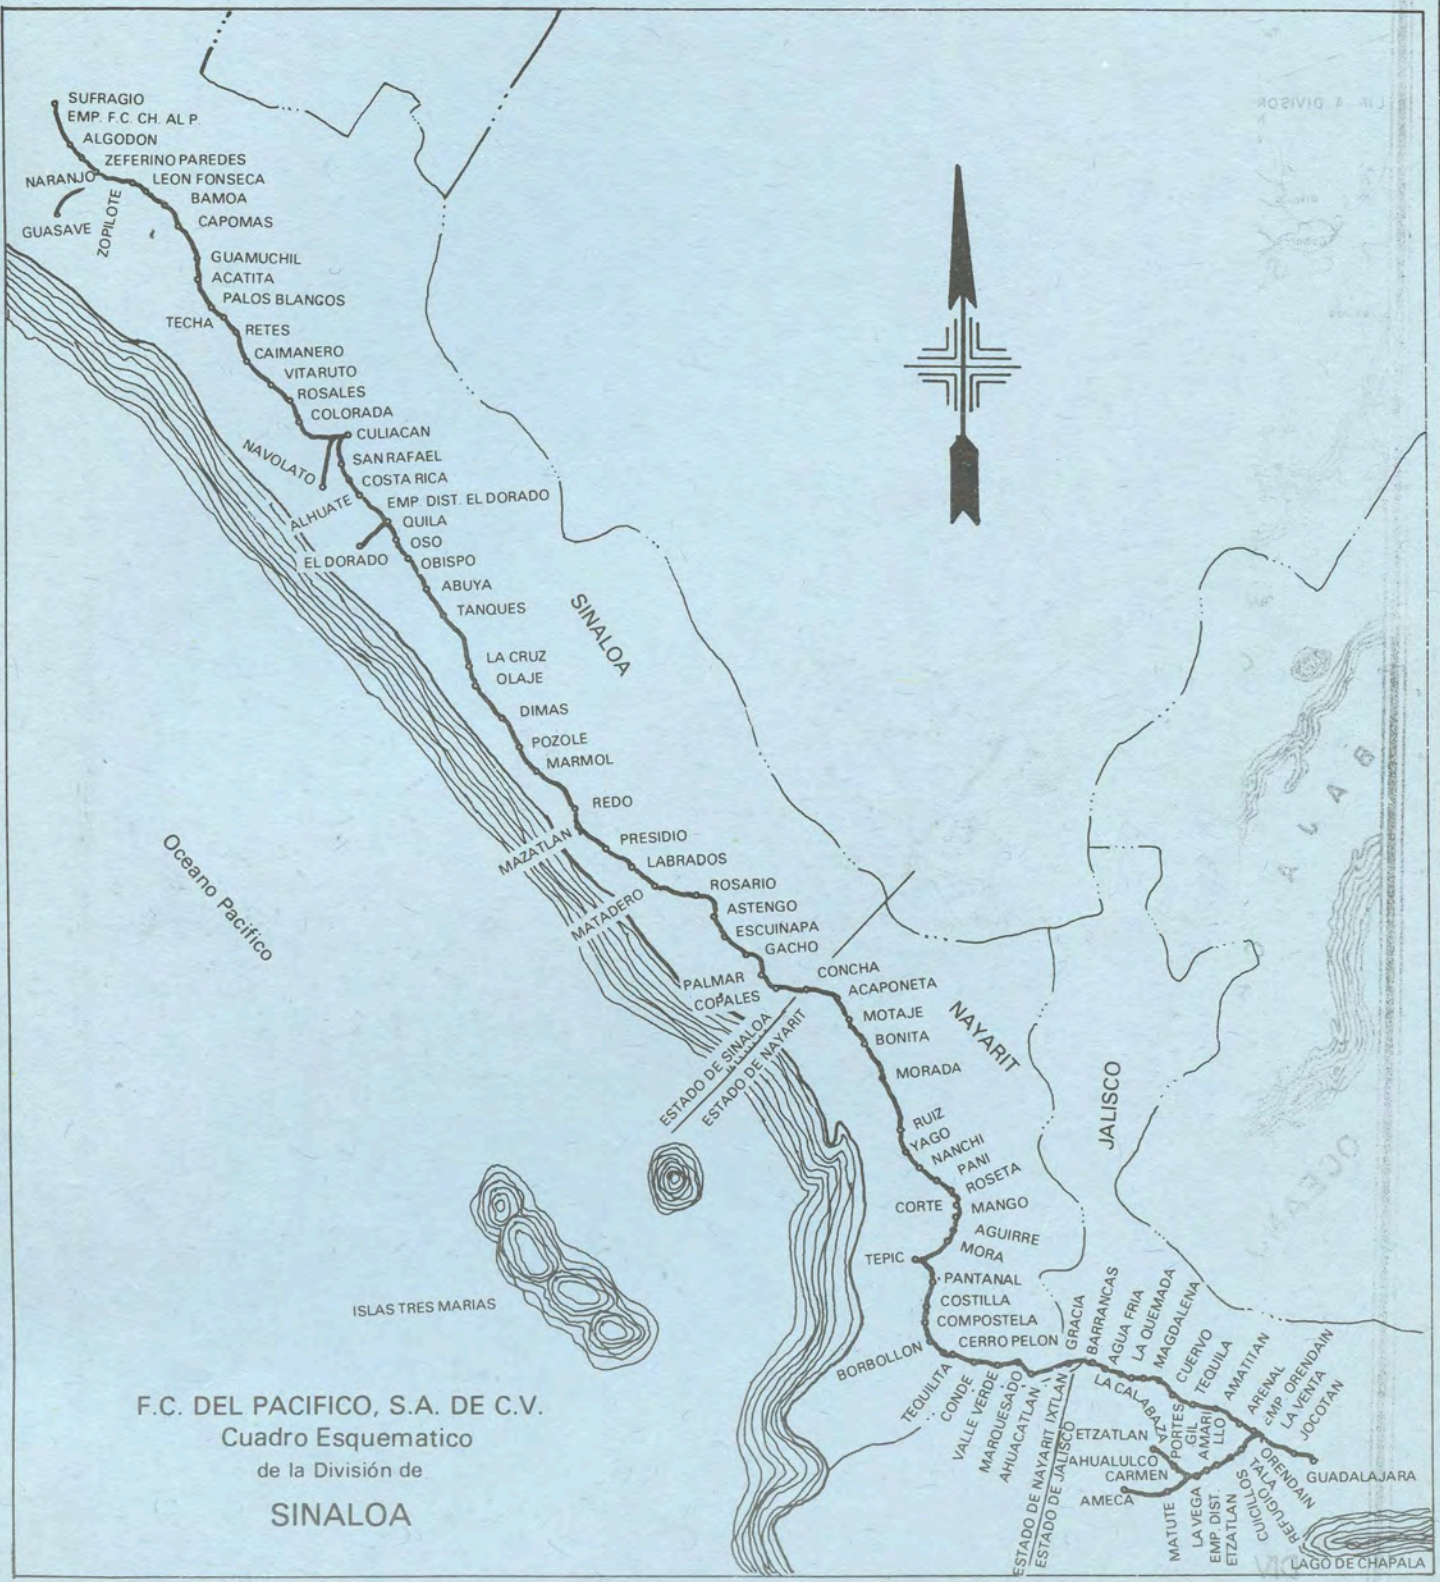 SUFRAGIO
EMP. F.C. CH. AL P.
ALGODON
ZEFERINO PAREDES
NARANJO
LEON FONSECA
BAMOA
GUASAVE
ZOPILOTE
CAPOMAS
GUAMUCHIL
ACATITA
PALOS BLANGOS
TECHA
RETES
CAIMANERO
VITARUTO
ROSALES
COLORADA
CULIACAN
NAVOLATO
SAN RAFAEL
COSTA RICA
ALHUATE
EMP. DIST. EL DORADO
QUILA
OSO
EL DORADO
OBISPO
ABUYA
TANQUES
SINALOA
LA CRUZ
OLAJE
DIMAS
POZOLE
MARMOL
REDO
MAZATLAN
PRESIDIO
LABRADOS
Oceano Pacifico
ROSARIO
MATADERO
ASTENGO
ESCUINAPA
GACHO
CONCHA
PALMAR
ACAPONETA
COPALES
MOTAJE
NAYARIT
BONITA
ESTADO DE SINALOA
ESTADO DE NAYARIT
MORADA
JALISCO
RUIZ
YAGO
NANCHI
PANI
ROSETA
CORTE
MANGO
AGUIRRE
MORA
TEPIC
PANTANAL
COSTILLA
COMPOSTELA
CERRO PELON
BORBOLLON
ISLAS TRES MARIAS
GRACIA
BARRANCAS
AGUA FRIA
LA QUEMADA
MAGDALENA
CUERVO
TEQUILA
AMATITAN
ARENAL
EMP. ORENDAIN
LA VENTA
JOCOTAN
TEQUILITA
CONDE
VALLE VERDE
MARQUESADO
AHUACATLAN
IXTLAN
ESTADO DE NAYARIT
ESTADO DE JALISCO
LA CALABAZA
PORTES
GIL
AMARI
LLO
ETZATLAN
AHUALULCO
CARMEN
AMECA
MATUTE
LA VEGA
EMP. DIST.
ETZATLAN
CUICILLOS
REFUGIO
TALA
ORENDAIN
GUADALAJARA
LAGO DE CHAPALA
F.C. DEL PACIFICO, S.A. DE C.V.
Cuadro Esquematico
de la División de
SINALOA